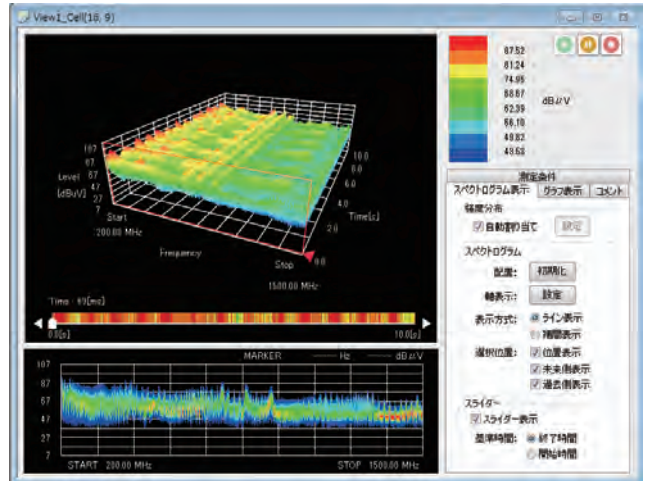 View1_Cell(18, 9)
87.52
81.24
74.95
68.67
62.39
56.10
49.82
43.53
dBμV
107
87
67
47
27
7
Level
[dBuV]
Start
200.00 MHz
Frequency
Stop
1500.00 MHz
10.0
8.0
6.0
4.0
2.0
0.0
Time[s]
Time : 69[ms]
0.0[s]
10.0[s]
MARKER
Hz
dBμV
107
87
67
47
27
7
START 200.00 MHz
STOP 1500.00 MHz
測定条件
スペクトログラム表示 グラフ表示 コメント
強度分布
自動割り当て 設定
スペクトログラム
配置: 初期化
軸表示: 設定
表示方式: ライン表示
補間表示
選択位置: 位置表示
未来側表示
過去側表示
スライダー
スライダー表示
基準時間: 終了時間
開始時間